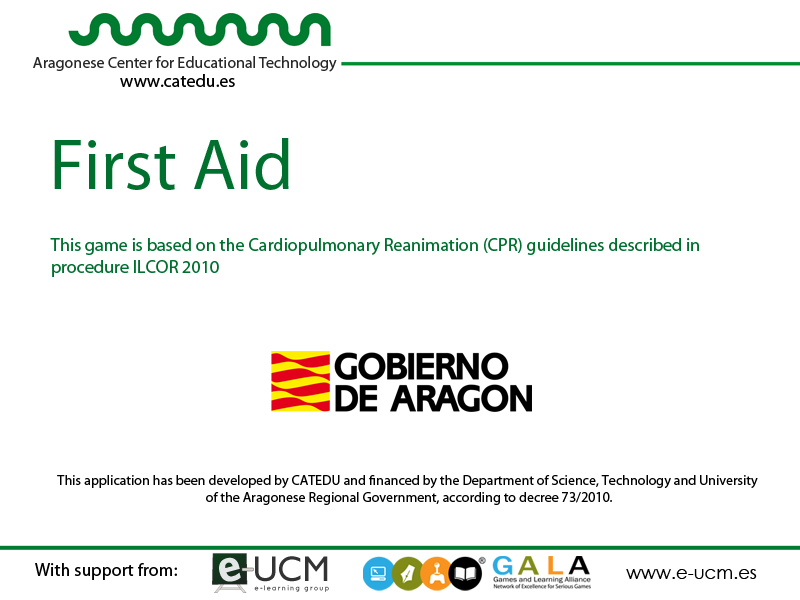 Aragonese Center for Educational Technology
www.catedu.es
First Aid
This game is based on the Cardiopulmonary Reanimation (CPR) guidelines described in
procedure ILCOR 2010
GOBIERNO
DE ARAGON
This application has been developed by CATEDU and financed by the Department of Science, Technology and University
of the Aragonese Regional Government, according to decree 73/2010.
With support from:
e-UCM
e-learning group
®
GALA
Games and Learning Alliance
Network of Excellence for Serious Games
www.e-ucm.es